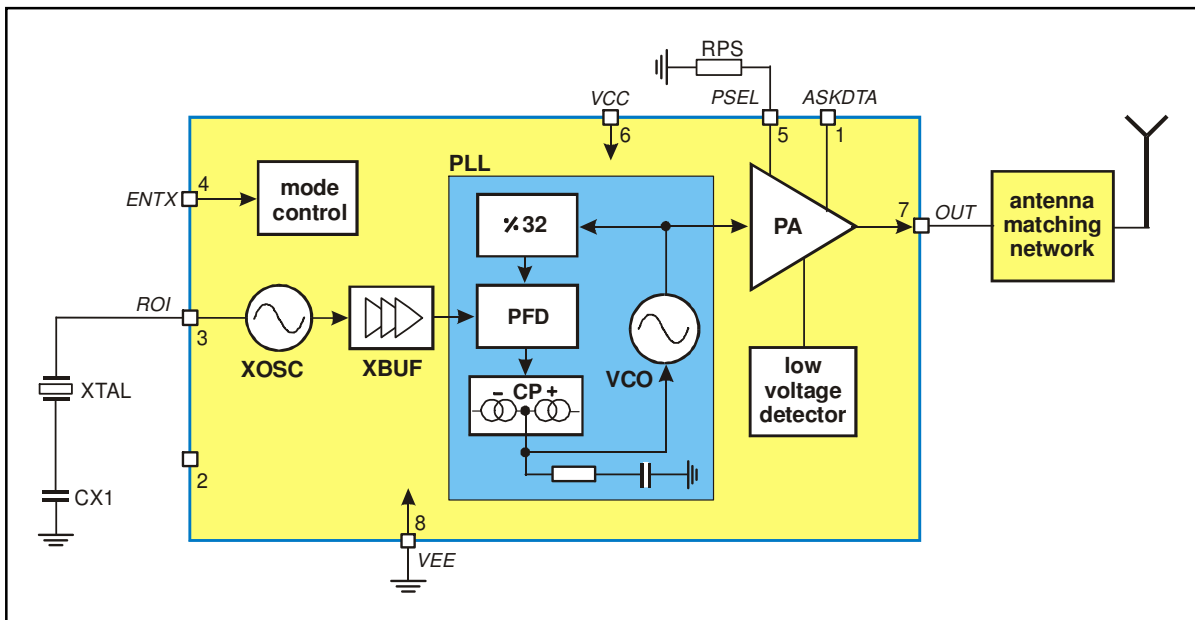 RPS
VCC
PSEL
ASKDTA
6
5
1
PLL
ENTX
4
mode
control
⁒32
PA
7
OUT
antenna
matching
network
ROI
3
XOSC
XBUF
PFD
VCO
low
voltage
detector
XTAL
- CP +
2
CX1
8
VEE